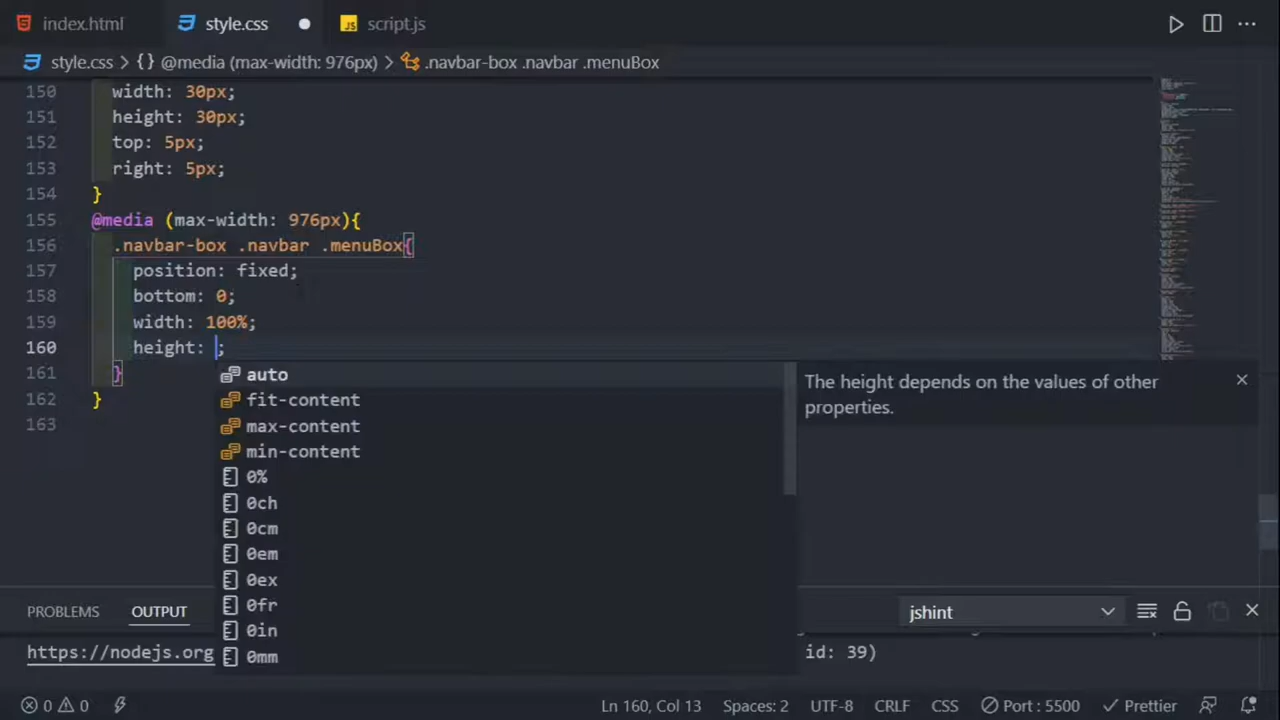 index.html style.css script.js
style.css > {} @media (max-width: 976px) > .navbar-box .navbar .menuBox
150 width: 30px;
151 height: 30px;
152 top: 5px;
153 right: 5px;
154 }
155 @media (max-width: 976px){
156 .navbar-box .navbar .menuBox{
157 position: fixed;
158 bottom: 0;
159 width: 100%;
160 height: ;
161 }
162 }
163
auto
fit-content
max-content
min-content
0%
0ch
0cm
0em
0ex
0fr
0in
0mm
The height depends on the values of other
properties.
PROBLEMS OUTPUT jshint
https://nodejs.org id: 39)
0 0 Ln 160, Col 13 Spaces: 2 UTF-8 CRLF CSS Port : 5500 Prettier